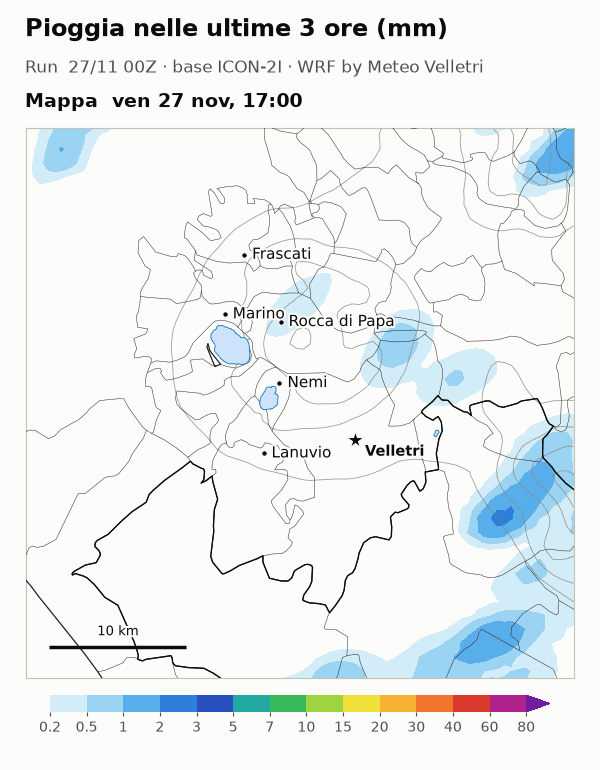 Pioggia nelle ultime 3 ore (mm)
Run  27/11 00Z · base ICON-2I · WRF by Meteo Velletri
Mappa  ven 27 nov, 17:00
Frascati
Marino
Rocca di Papa
Nemi
Velletri
Lanuvio
10 km
0.2 0.5 1 2 3 5 7 10 15 20 30 40 60 80